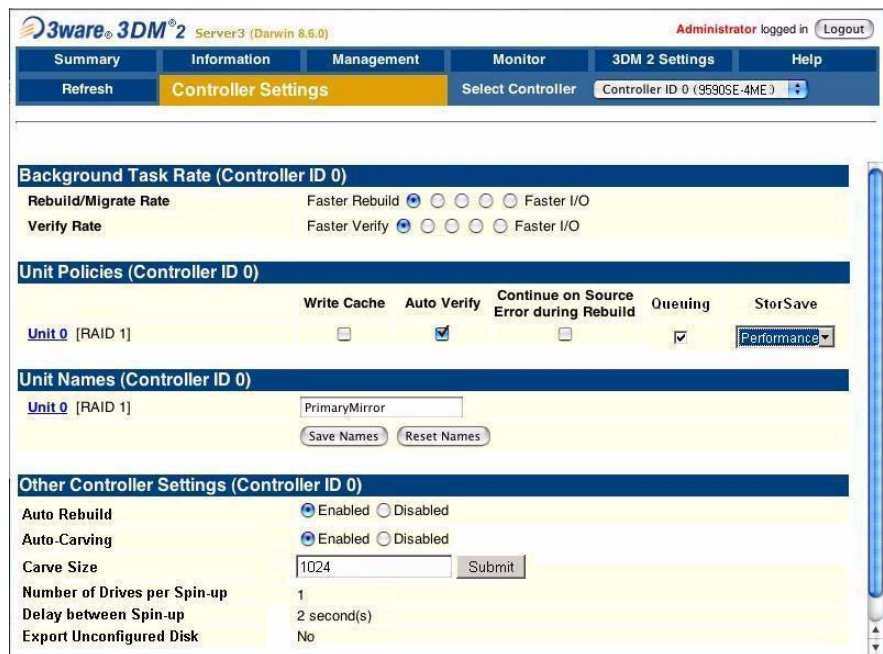 3ware® 3DM®2 Server3 (Darwin 8.6.0) Administrator logged in Logout
Summary Information Management Monitor 3DM 2 Settings Help
Refresh Controller Settings Select Controller Controller ID 0 (9590SE-4ME)
Background Task Rate (Controller ID 0)
Rebuild/Migrate Rate Faster Rebuild Faster I/O
Verify Rate Faster Verify Faster I/O
Unit Policies (Controller ID 0)
Write Cache Auto Verify Continue on Source Error during Rebuild Queuing StorSave
Unit 0 [RAID 1] Performance
Unit Names (Controller ID 0)
Unit 0 [RAID 1] PrimaryMirror
Save Names Reset Names
Other Controller Settings (Controller ID 0)
Auto Rebuild Enabled Disabled
Auto-Carving Enabled Disabled
Carve Size 1024 Submit
Number of Drives per Spin-up 1
Delay between Spin-up 2 second(s)
Export Unconfigured Disk No